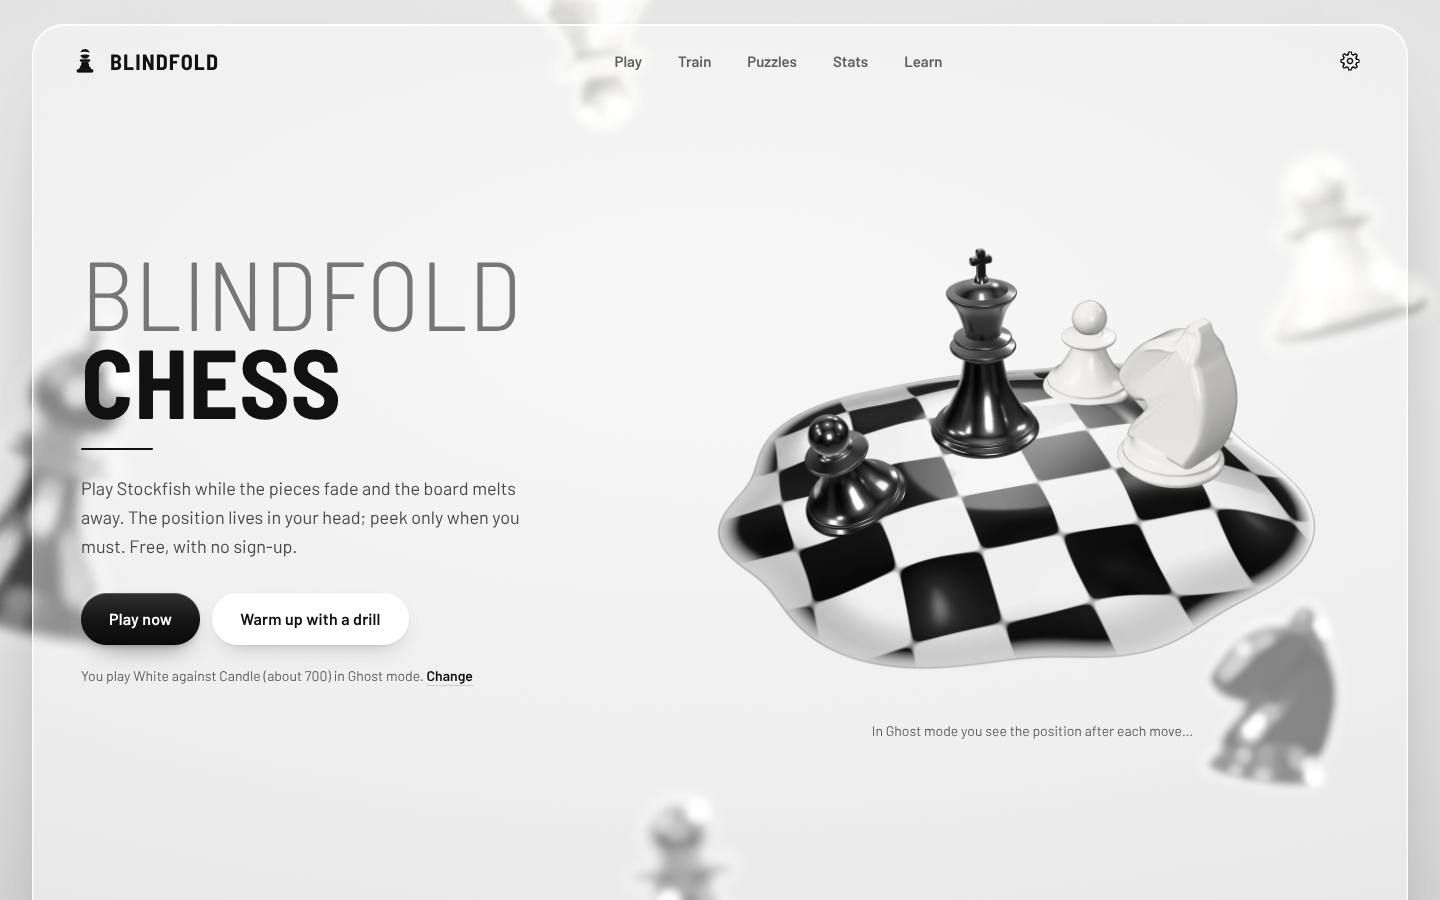 BLINDFOLD
Play
Train
Puzzles
Stats
Learn
BLINDFOLD
CHESS
Play Stockfish while the pieces fade and the board melts
away. The position lives in your head; peek only when you
must. Free, with no sign-up.
Play now
Warm up with a drill
You play White against Candle (about 700) in Ghost mode. Change
In Ghost mode you see the position after each move…